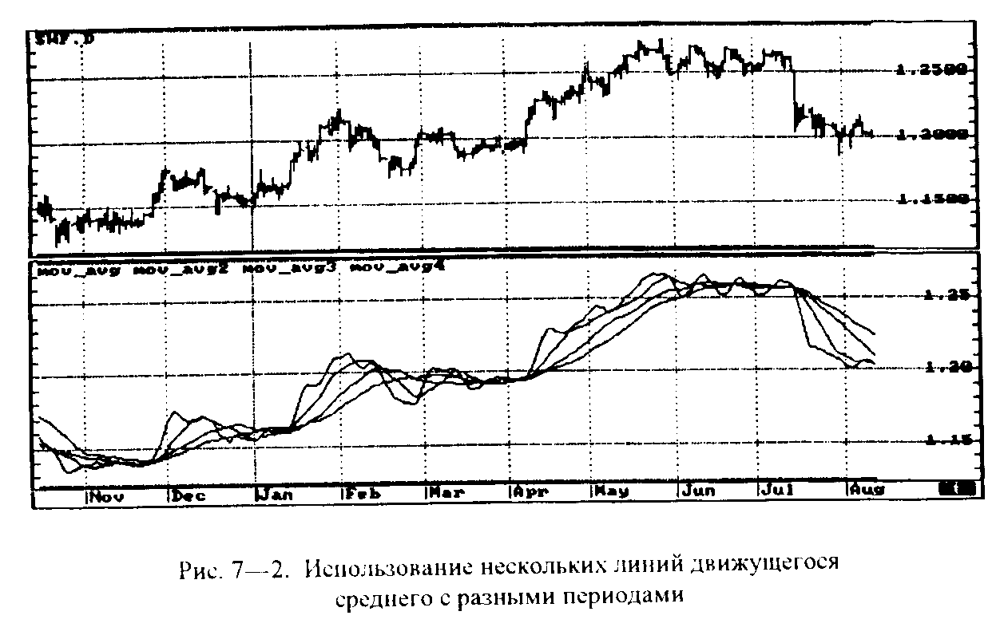 SWF.D
1.2500
1.2000
1.1500
mov_avg mov_avg2 mov_avg3 mov_avg4
1.25
1.20
1.15
|Nov |Dec |Jan |Feb |Mar |Apr |May |Jun |Jul |Aug
Рис. 7—2. Использование нескольких линий движущегося
среднего с разными периодами